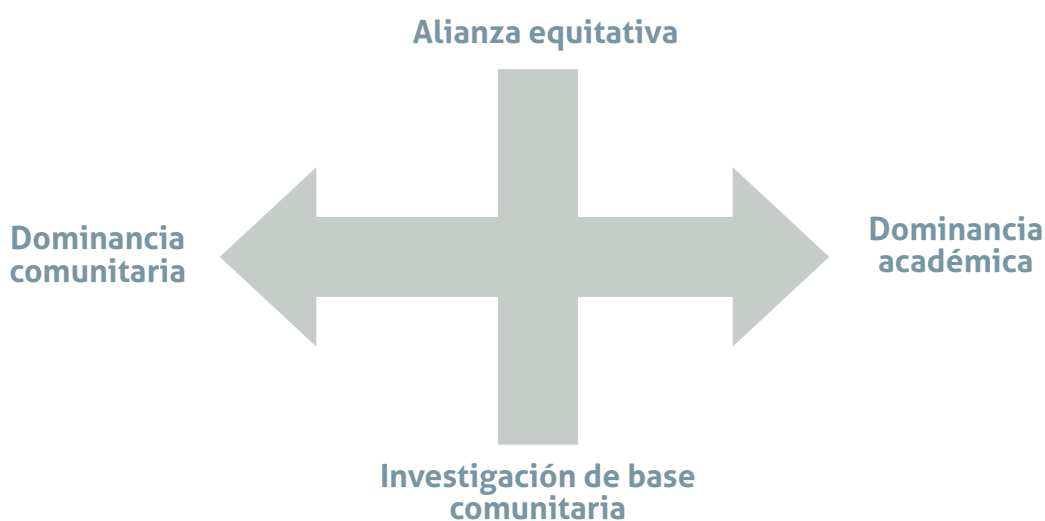 Alianza equitativa
Dominancia
comunitaria
Dominancia
académica
Investigación de base
comunitaria